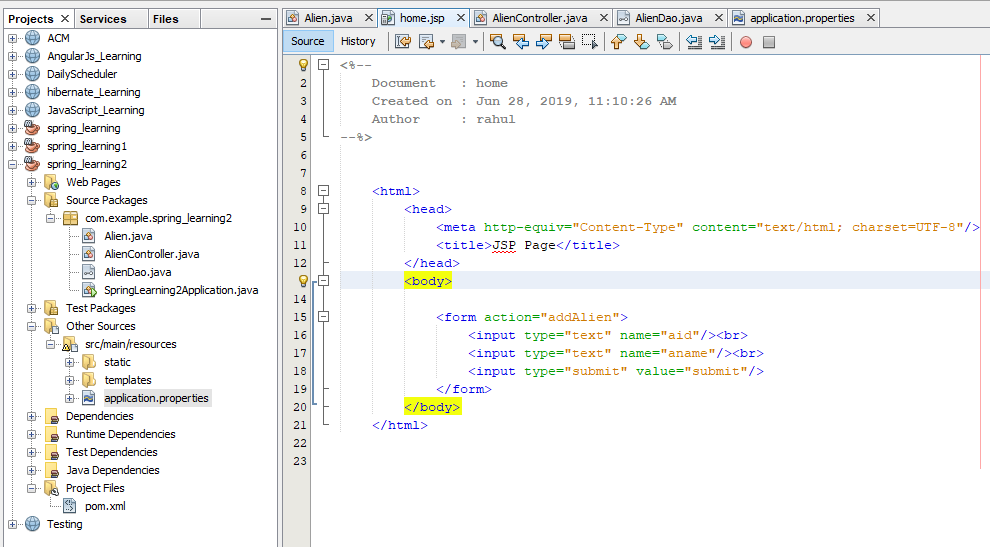 Projects Services Files
ACM
AngularJs_Learning
DailyScheduler
hibernate_Learning
JavaScript_Learning
spring_learning
spring_learning1
spring_learning2
Web Pages
Source Packages
com.example.spring_learning2
Alien.java
AlienController.java
AlienDao.java
SpringLearning2Application.java
Test Packages
Other Sources
src/main/resources
static
templates
application.properties
Dependencies
Runtime Dependencies
Test Dependencies
Java Dependencies
Project Files
pom.xml
Testing
Alien.java home.jsp AlienController.java AlienDao.java application.properties
Source History
<%--
2 Document : home
3 Created on : Jun 28, 2019, 11:10:26 AM
4 Author : rahul
5 --%>
6
7
8 <html>
9 <head>
10 <meta http-equiv="Content-Type" content="text/html; charset=UTF-8"/>
11 <title>JSP Page</title>
12 </head>
<body>
14
15 <form action="addAlien">
16 <input type="text" name="aid"/><br>
17 <input type="text" name="aname"/><br>
18 <input type="submit" value="submit"/>
19 </form>
20 </body>
21 </html>
22
23